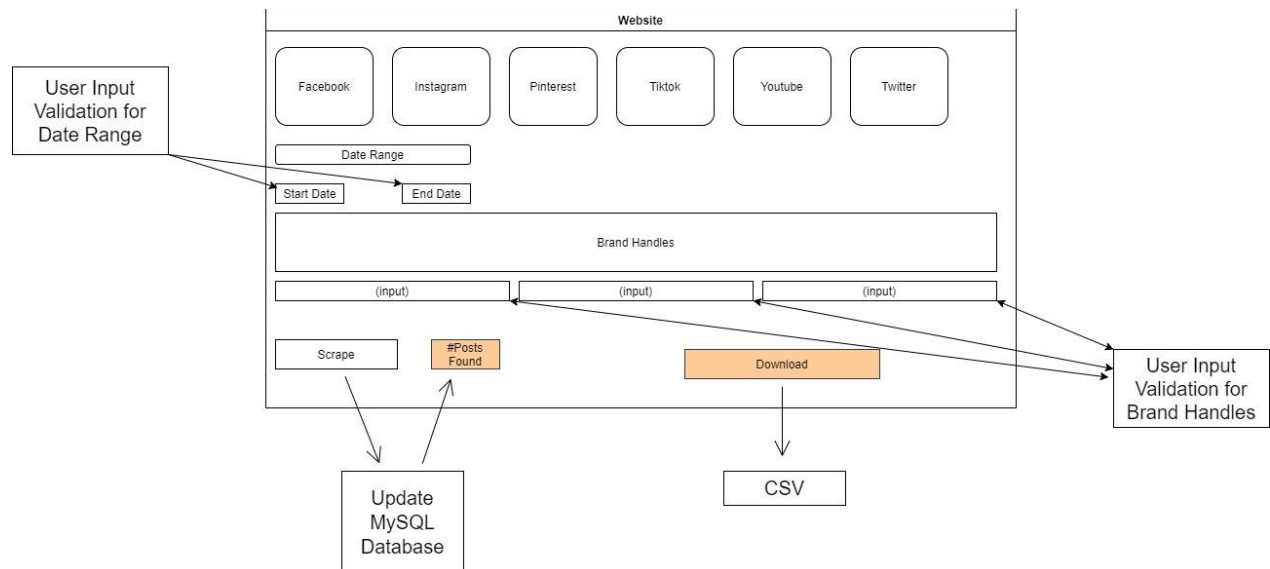 Website
Facebook
Instagram
Pinterest
Tiktok
Youtube
Twitter
User Input
Validation for
Date Range
Date Range
Start Date
End Date
Brand Handles
(input)
(input)
(input)
Scrape
#Posts
Found
Download
User Input
Validation for
Brand Handles
Update
MySQL
Database
CSV